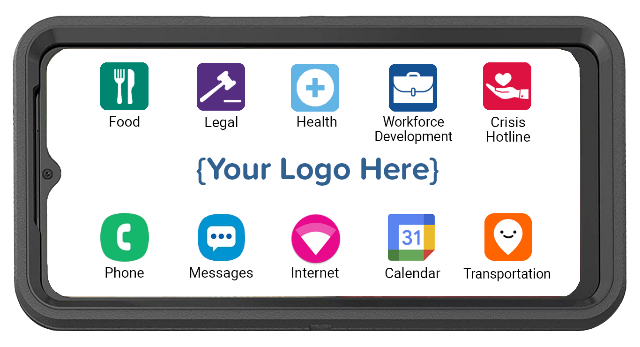 Food
Legal
Health
Workforce
Development
Crisis
Hotline
{Your Logo Here}
31
Phone
Messages
Internet
Calendar
Transportation